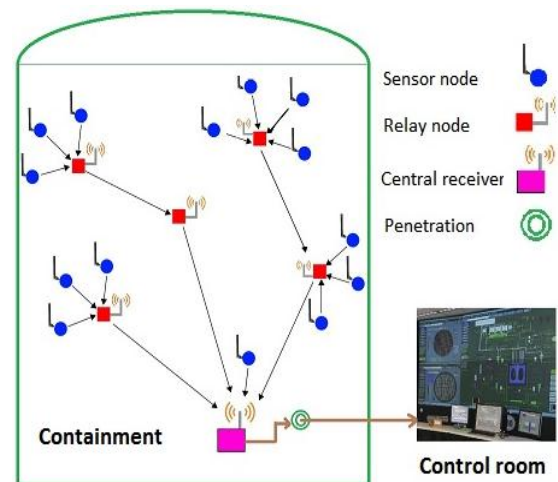 Sensor node
Relay node
Central receiver
Penetration
Containment
Control room